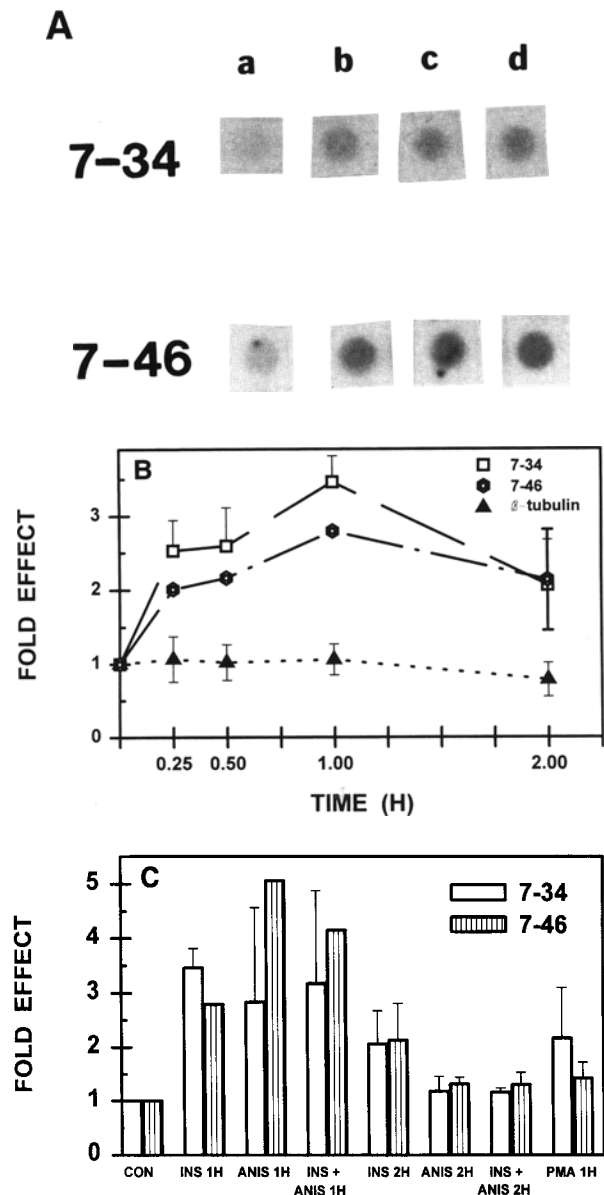 A
a b c d
7-34
7-46
B
7-34
7-46
β-tubulin
FOLD EFFECT
3
2
1
0
0.25 0.50 1.00 2.00
TIME (H)
C
7-34
7-46
FOLD EFFECT
5
4
3
2
1
0
CON INS 1H ANIS 1H INS + ANIS 1H INS 2H ANIS 2H INS + ANIS 2H PMA 1H